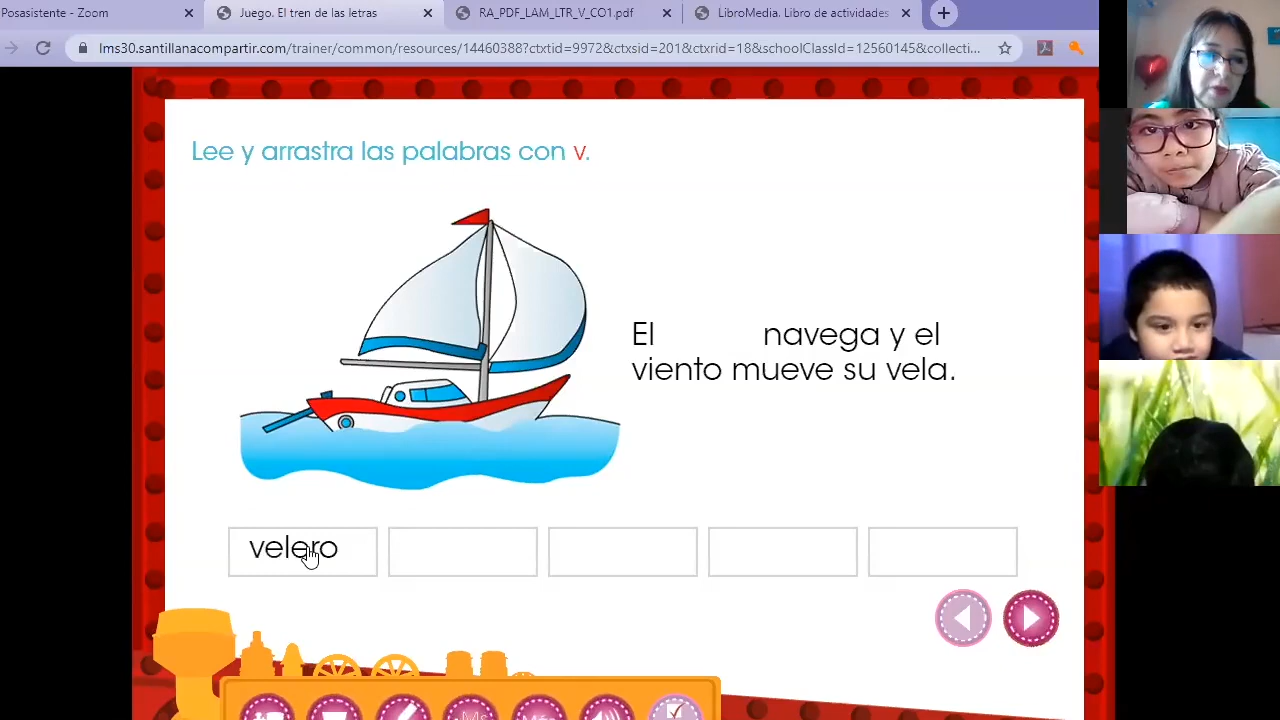 Posasistente - Zoom
Juego. El tren de las letras
RA_PDF_LAM_LTR_V_CO1.pdf
LibroMedia. Libro de actividades
lms30.santillanacompartir.com/trainer/common/resources/14460368?ctxtid=9972&ctxsid=201&ctxrid=18&schoolClassId=12560145&collecti...
Lee y arrastra las palabras con v.
El navega y el
viento mueve su vela.
velero